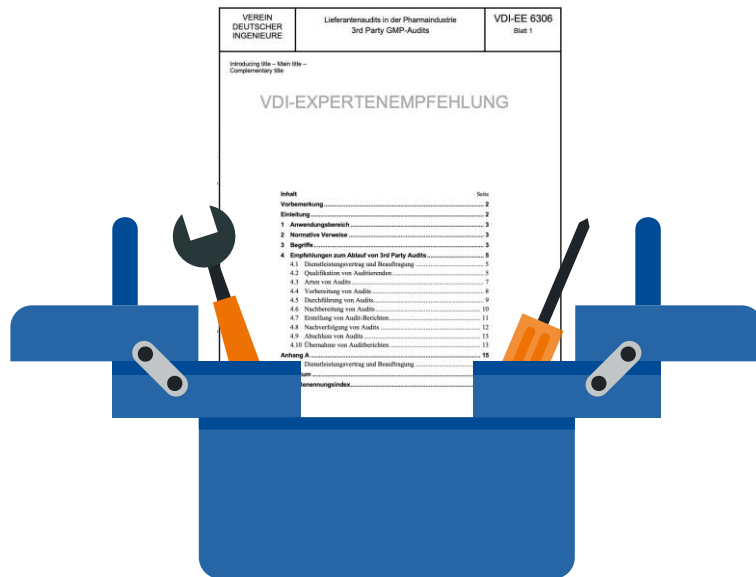 VEREIN
DEUTSCHER
INGENIEURE
Lieferantenaudits in der Pharmaindustrie
3rd Party GMP-Audits
VDI-EE 6306
Blatt 1
Introducing title – Main title –
Complementary title
VDI-EXPERTENEMPFEHLUNG
Inhalt Seite
Vorbemerkung 2
Einleitung 2
1 Anwendungsbereich 3
2 Normative Verweise 3
3 Begriffe 3
4 Empfehlungen zum Ablauf von 3rd Party Audits 5
4.1 Dienstleistungsvertrag und Beauftragung 5
4.2 Qualifikation von Auditierenden 5
4.3 Arten von Audits 7
4.4 Vorbereitung von Audits 8
4.5 Durchführung von Audits 9
4.6 Nachbereitung von Audits 10
4.7 Erstellung von Audit-Berichten 11
4.8 Nachverfolgung von Audits 12
4.9 Abschluss von Audits 13
4.10 Übernahme von Auditberichten 13
Anhang A 15
Dienstleistungsvertrag und Beauftragung
um
enennungsindex